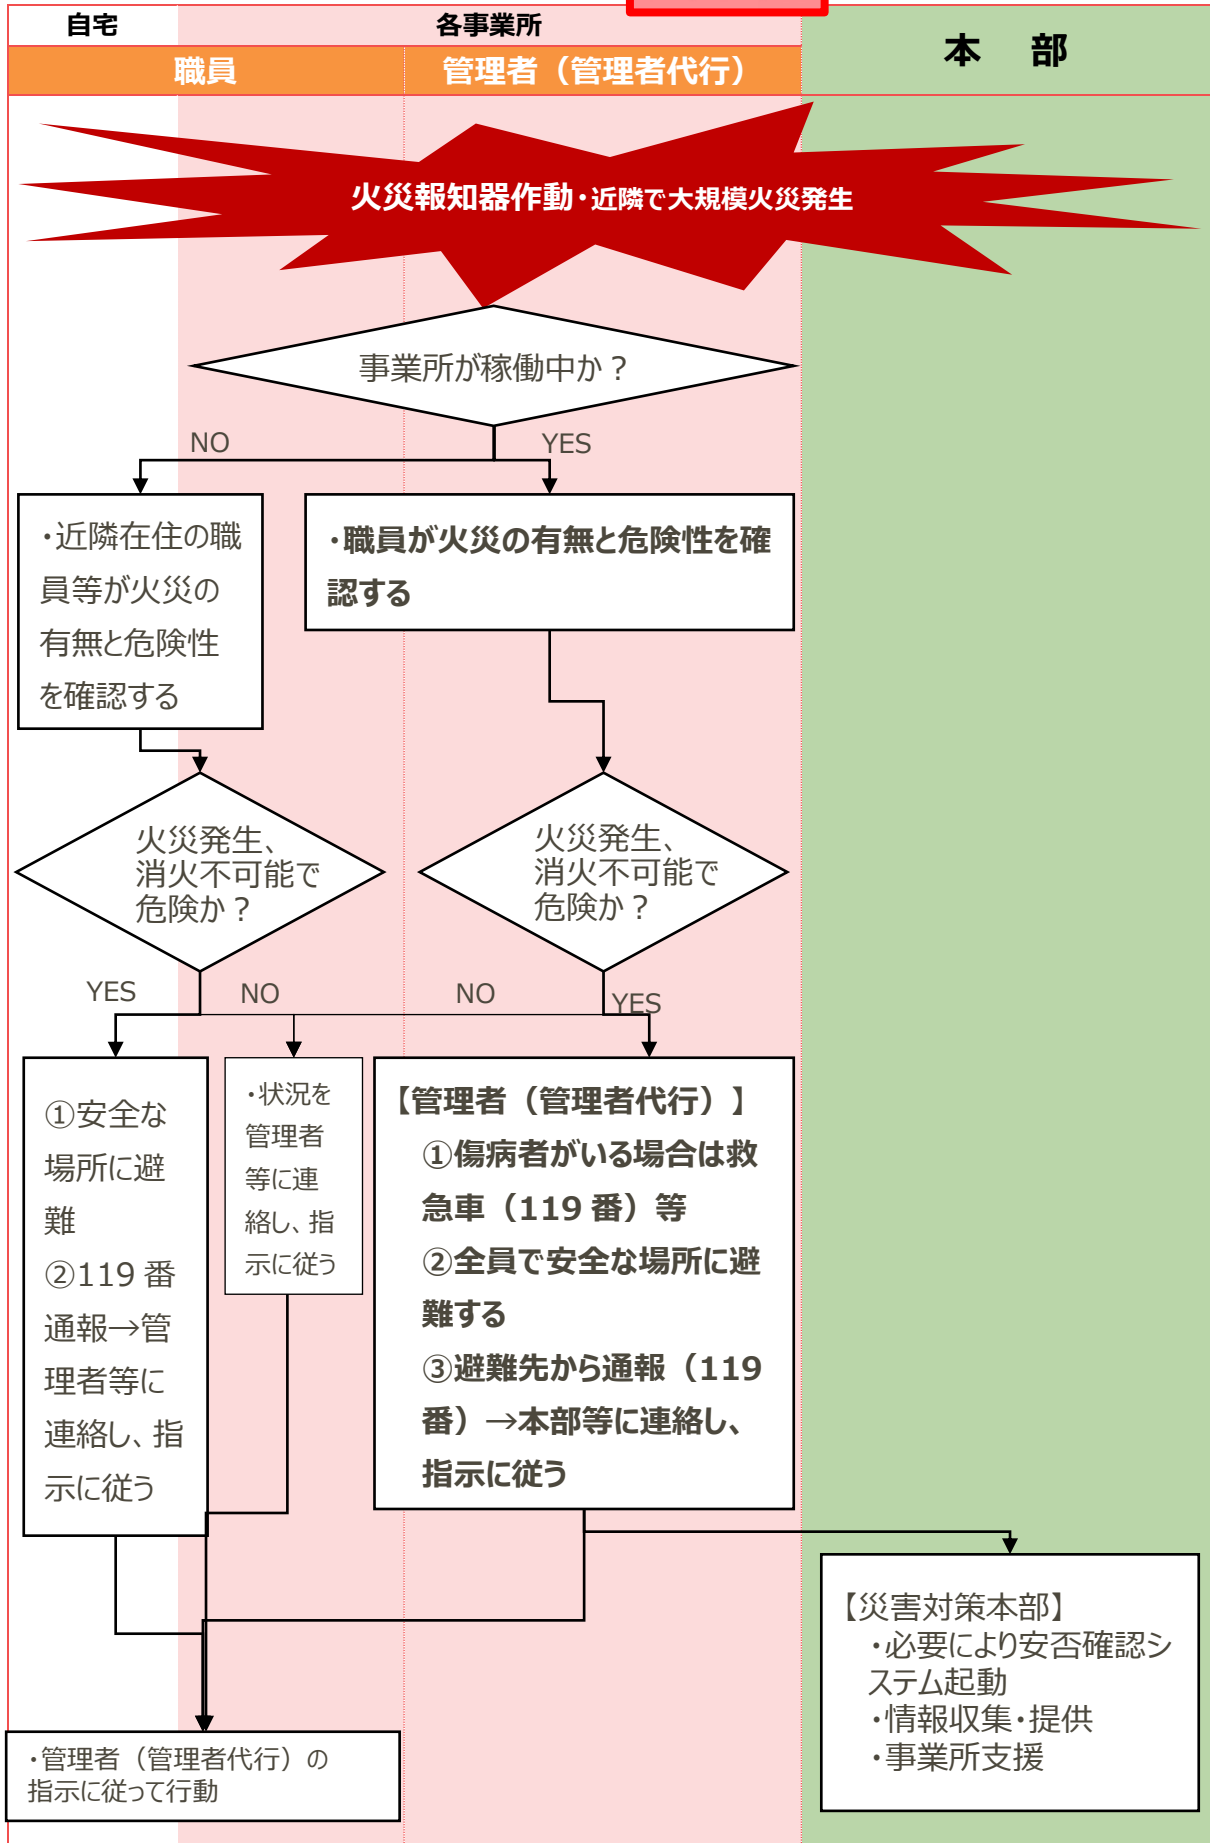 自宅
各事業所
本　部
職員
管理者（管理者代行）
火災報知器作動・近隣で大規模火災発生
事業所が稼働中か？
NO
YES
・近隣在住の職
員等が火災の
有無と危険性
を確認する
・職員が火災の有無と危険性を確
認する
火災発生、
消火不可能で
危険か？
火災発生、
消火不可能で
危険か？
YES
NO
NO
YES
①安全な
場所に避
難
②119 番
通報→管
理者等に
連絡し、指
示に従う
・状況を
管理者
等に連
絡し、指
示に従う
【管理者（管理者代行）】
①傷病者がいる場合は救
急車（119 番）等
②全員で安全な場所に避
難する
③避難先から通報（119
番）→本部等に連絡し、
指示に従う
【災害対策本部】
・必要により安否確認シ
ステム起動
・情報収集・提供
・事業所支援
・管理者（管理者代行）の
指示に従って行動